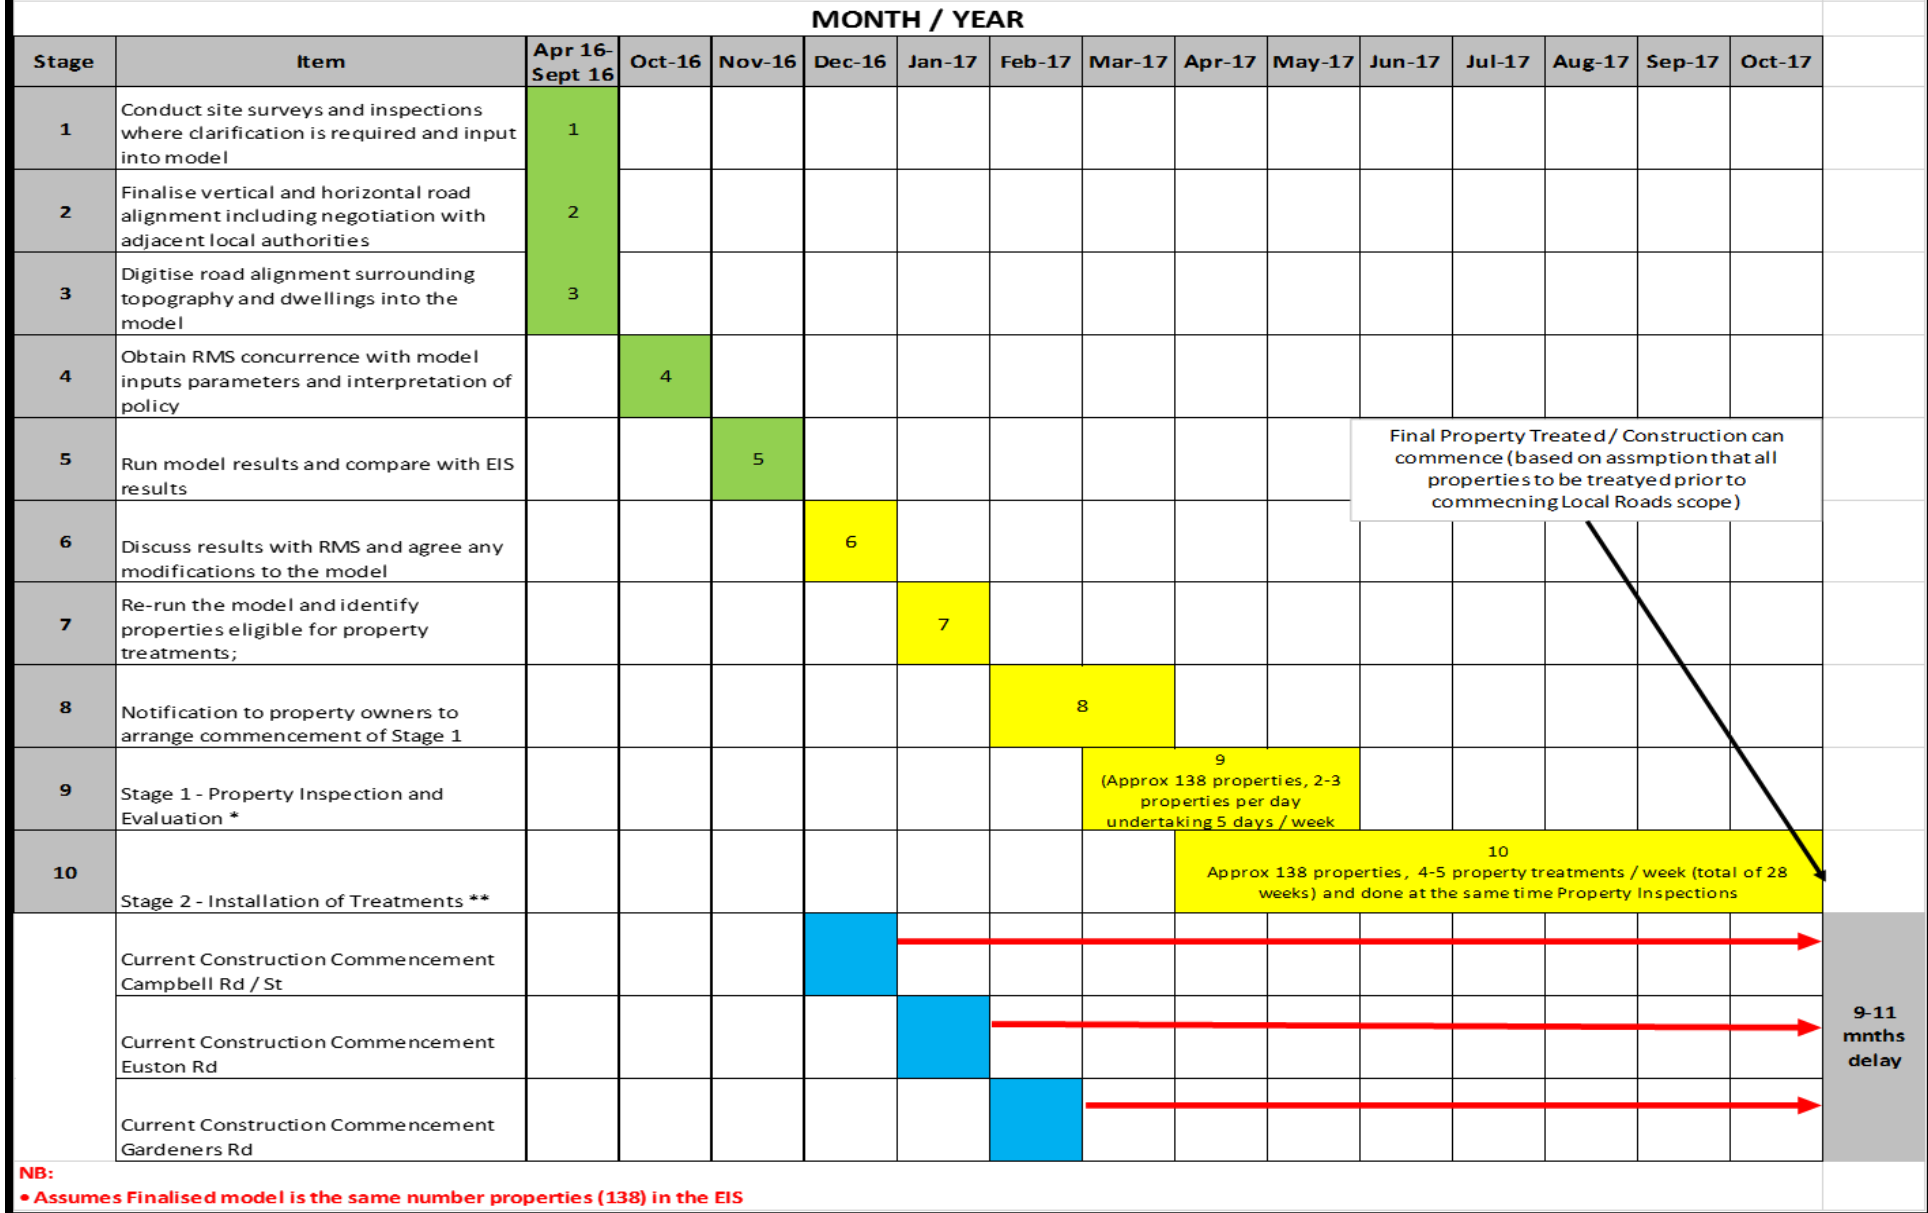 MONTH / YEAR
Stage
Item
Apr 16-
Sept 16
Oct-16
Nov-16
Dec-16
Jan-17
Feb-17
Mar-17
Apr-17
May-17
Jun-17
Jul-17
Aug-17
Sep-17
Oct-17
1
Conduct site surveys and inspections
where clarification is required and input
into model
1
2
Finalise vertical and horizontal road
alignment including negotiation with
adjacent local authorities
2
3
Digitise road alignment surrounding
topography and dwellings into the
model
3
4
Obtain RMS concurrence with model
inputs parameters and interpretation of
policy
4
5
Run model results and compare with EIS
results
5
Final Property Treated / Construction can
commence (based on assmption that all
properties to be treatyed prior to
commecning Local Roads scope)
6
Discuss results with RMS and agree any
modifications to the model
6
7
Re-run the model and identify
properties eligible for property
treatments;
7
8
Notification to property owners to
arrange commencement of Stage 1
8
9
Stage 1 - Property Inspection and
Evaluation *
9
(Approx 138 properties, 2-3
properties per day
undertaking 5 days / week
10
Stage 2 - Installation of Treatments **
10
Approx 138 properties, 4-5 property treatments / week (total of 28
weeks) and done at the same time Property Inspections
Current Construction Commencement
Campbell Rd / St
Current Construction Commencement
Euston Rd
Current Construction Commencement
Gardeners Rd
9-11
mnths
delay
NB:
• Assumes Finalised model is the same number properties (138) in the EIS